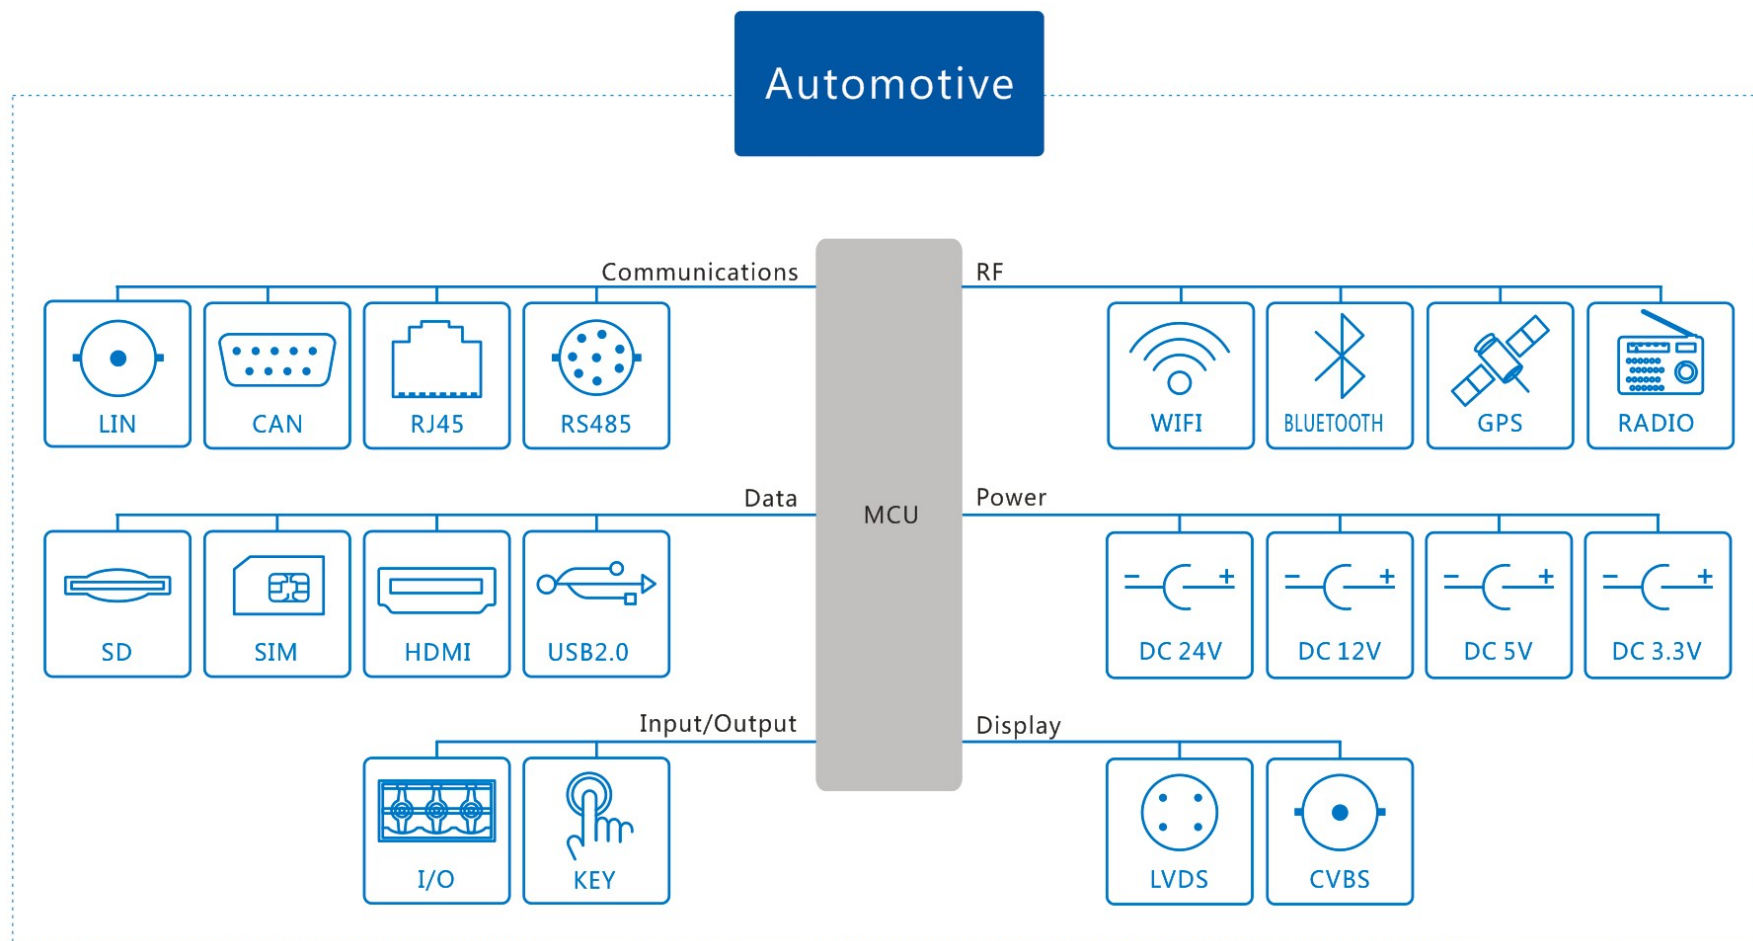 Automotive
Communications
RF
LIN
CAN
RJ45
RS485
WIFI
BLUETOOTH
GPS
RADIO
Data
MCU
Power
SD
SIM
HDMI
USB2.0
DC 24V
DC 12V
DC 5V
DC 3.3V
Input/Output
Display
I/O
KEY
LVDS
CVBS